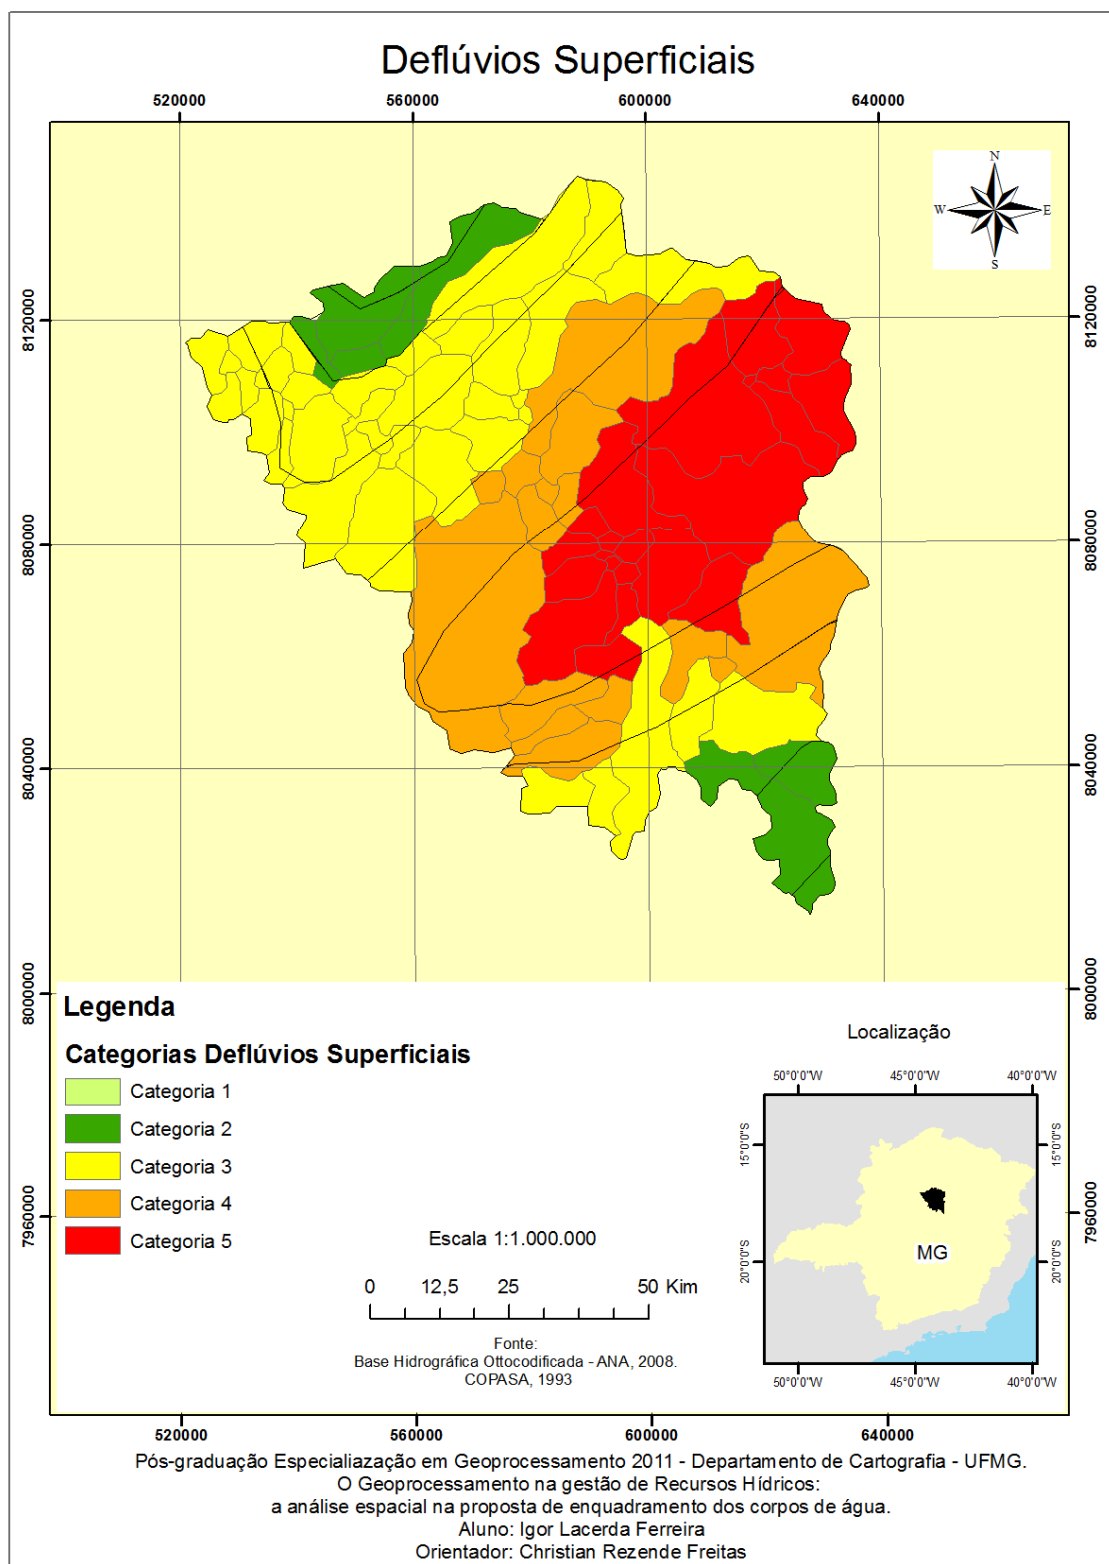 Deflúvios Superficiais
520000 560000 600000 640000
N
W E
S
8120000 8120000
8080000 8080000
8040000 8040000
8000000 8000000
7960000 7960000
Legenda
Categorias Deflúvios Superficiais
Categoria 1
Categoria 2
Categoria 3
Categoria 4
Categoria 5
Escala 1:1.000.000
0 12,5 25 50 Kim
Fonte:
Base Hidrográfica Ottocodificada - ANA, 2008.
COPASA, 1993
Localização
50°0'0"W 45°0'0"W 40°0'0"W
15°0'0"S 15°0'0"S
MG
20°0'0"S 20°0'0"S
50°0'0"W 45°0'0"W 40°0'0"W
520000 560000 600000 640000
Pós-graduação Especialiazação em Geoprocessamento 2011 - Departamento de Cartografia - UFMG.
O Geoprocessamento na gestão de Recursos Hídricos:
a análise espacial na proposta de enquadramento dos corpos de água.
Aluno: Igor Lacerda Ferreira
Orientador: Christian Rezende Freitas